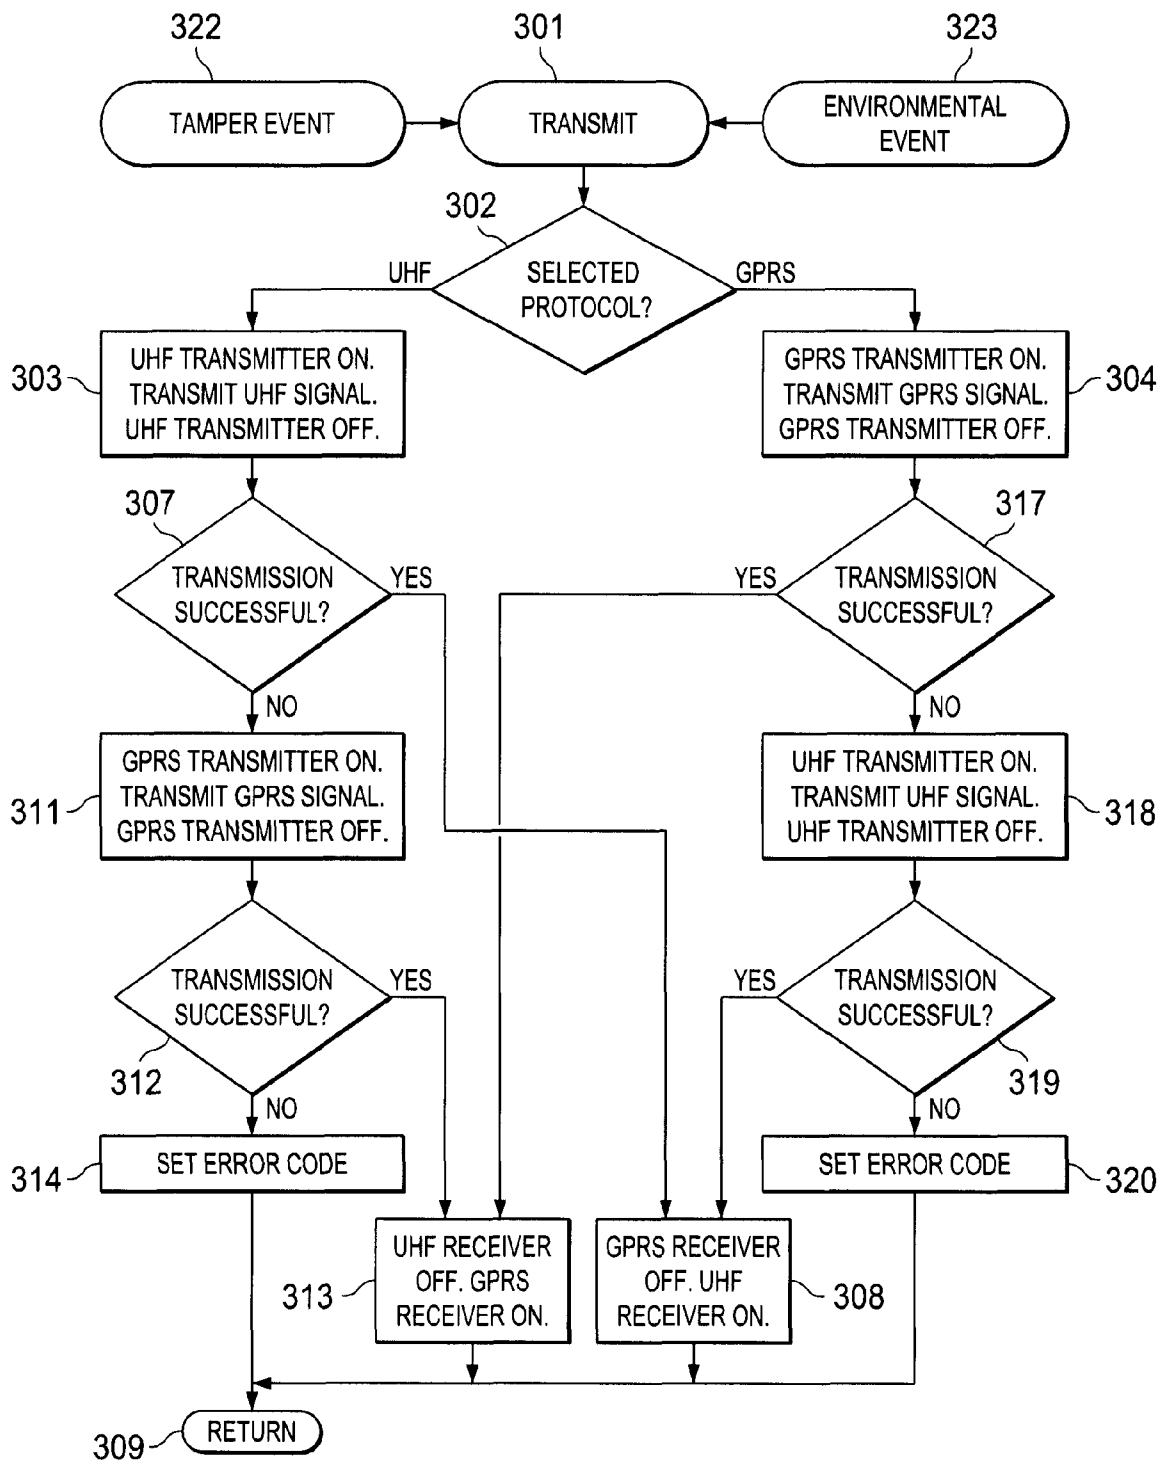 322
301
323
TAMPER EVENT
TRANSMIT
ENVIRONMENTAL
EVENT
302
UHF
SELECTED
PROTOCOL?
GPRS
303
UHF TRANSMITTER ON.
TRANSMIT UHF SIGNAL.
UHF TRANSMITTER OFF.
GPRS TRANSMITTER ON.
TRANSMIT GPRS SIGNAL.
GPRS TRANSMITTER OFF.
304
307
TRANSMISSION
SUCCESSFUL?
YES
317
YES
TRANSMISSION
SUCCESSFUL?
NO
NO
311
GPRS TRANSMITTER ON.
TRANSMIT GPRS SIGNAL.
GPRS TRANSMITTER OFF.
UHF TRANSMITTER ON.
TRANSMIT UHF SIGNAL.
UHF TRANSMITTER OFF.
318
TRANSMISSION
SUCCESSFUL?
YES
312
YES
TRANSMISSION
SUCCESSFUL?
319
NO
NO
314
SET ERROR CODE
SET ERROR CODE
320
313
UHF RECEIVER
OFF. GPRS
RECEIVER ON.
GPRS RECEIVER
OFF. UHF
RECEIVER ON.
308
309
RETURN